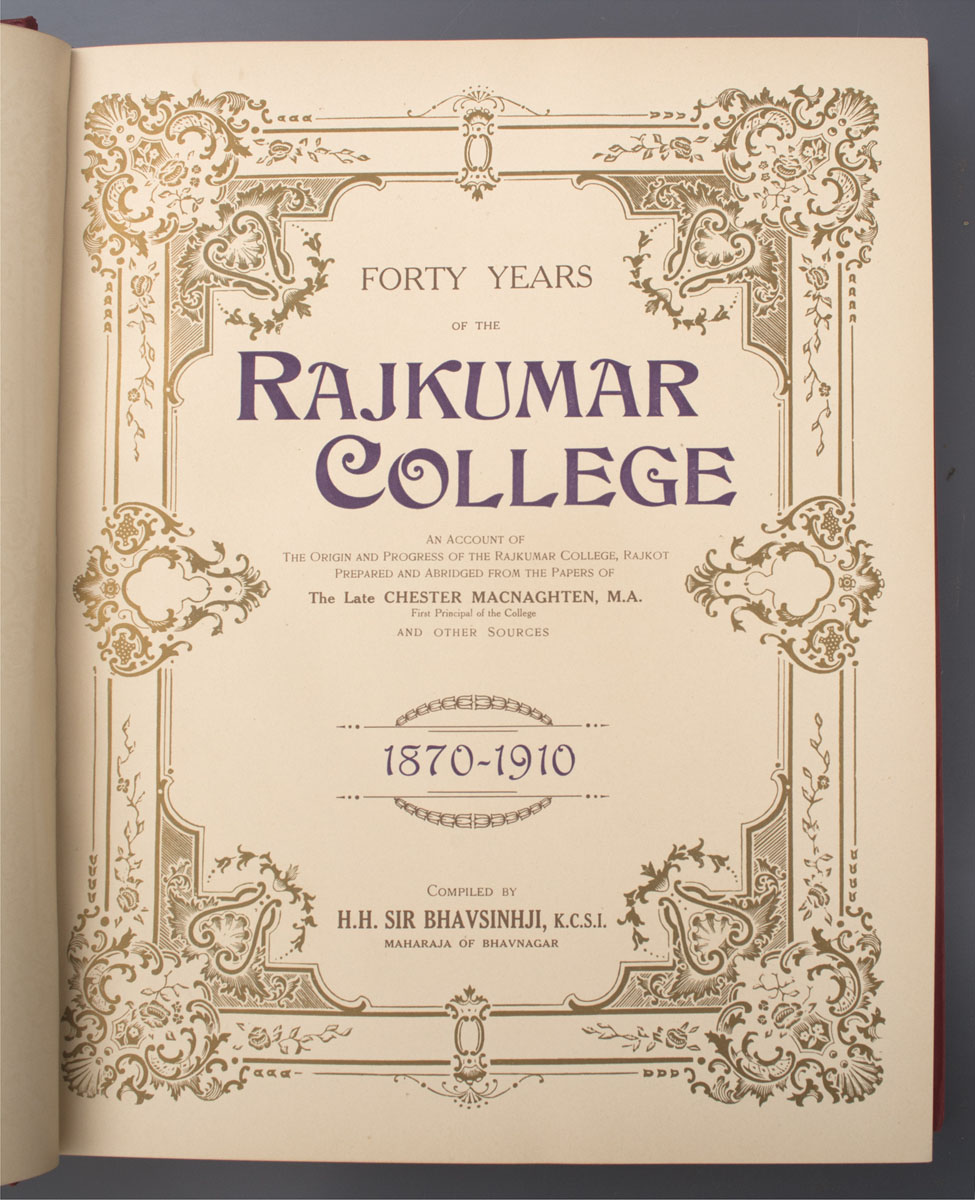 FORTY YEARS
OF THE
RAJKUMAR
COLLEGE
AN ACCOUNT OF
THE ORIGIN AND PROGRESS OF THE RAJKUMAR COLLEGE, RAJKOT
PREPARED AND ABRIDGED FROM THE PAPERS OF
The Late CHESTER MACNAGHTEN, M.A.
First Principal of the College
AND OTHER SOURCES
1870-1910
COMPILED BY
H.H. SIR BHAVSINHJI, K.C.S.I.
MAHARAJA OF BHAVNAGAR